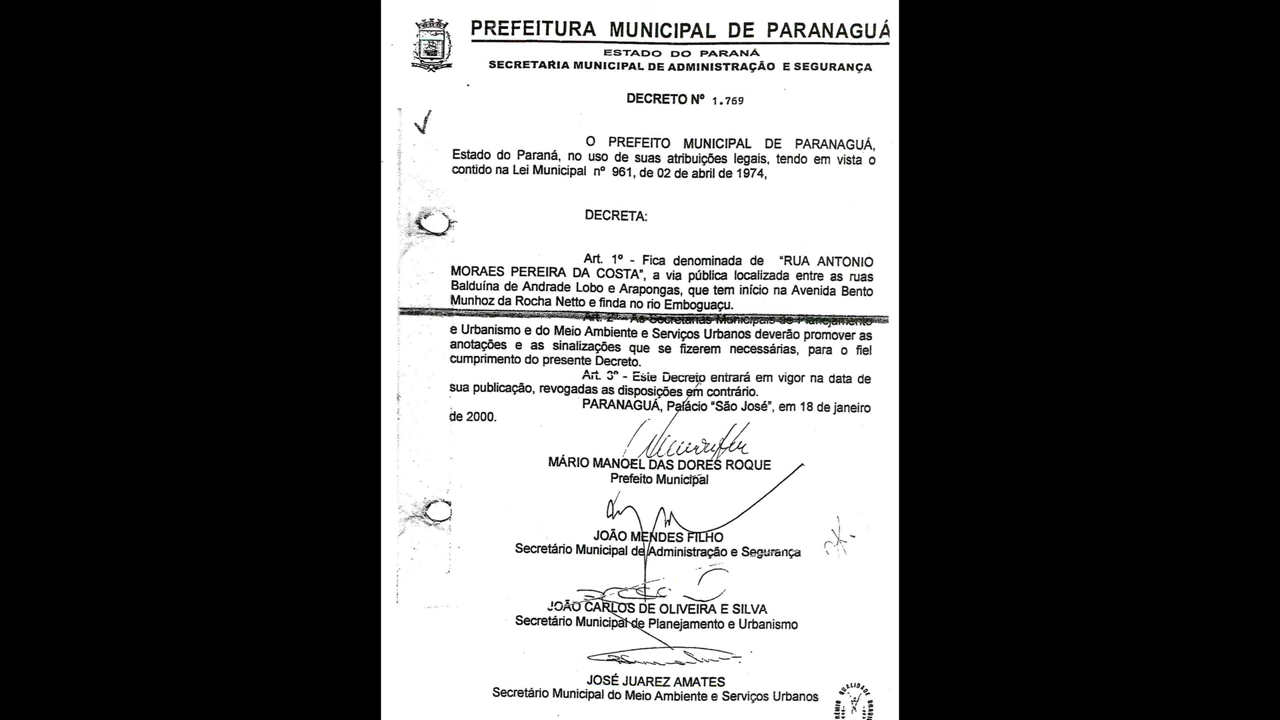 PREFEITURA MUNICIPAL DE PARANAGUÁ
ESTADO DO PARANÁ
SECRETARIA MUNICIPAL DE ADMINISTRAÇÃO E SEGURANÇA
DECRETO Nº 1.769
O PREFEITO MUNICIPAL DE PARANAGUÁ,
Estado do Paraná, no uso de suas atribuições legais, tendo em vista o
contido na Lei Municipal nº 961, de 02 de abril de 1974,
DECRETA:
Art. 1º - Fica denominada de "RUA ANTONIO
MORAES PEREIRA DA COSTA", a via pública localizada entre as ruas
Balduína de Andrade Lobo e Arapongas, que tem início na Avenida Bento
Munhoz da Rocha Netto e finda no rio Emboguaçu.
Art. 2º - As Secretarias Municipais de Planejamento
e Urbanismo e do Meio Ambiente e Serviços Urbanos deverão promover as
anotações e as sinalizações que se fizerem necessárias, para o fiel
cumprimento do presente Decreto.
Art. 3º - Este Decreto entrará em vigor na data de
sua publicação, revogadas as disposições em contrário.
PARANAGUÁ, Palácio "São José", em 18 de janeiro
de 2000.
MÁRIO MANOEL DAS DORES ROQUE
Prefeito Municipal
JOÃO MENDES FILHO
Secretário Municipal de Administração e Segurança
JOÃO CARLOS DE OLIVEIRA E SILVA
Secretário Municipal de Planejamento e Urbanismo
JOSÉ JUAREZ AMATES
Secretário Municipal do Meio Ambiente e Serviços Urbanos